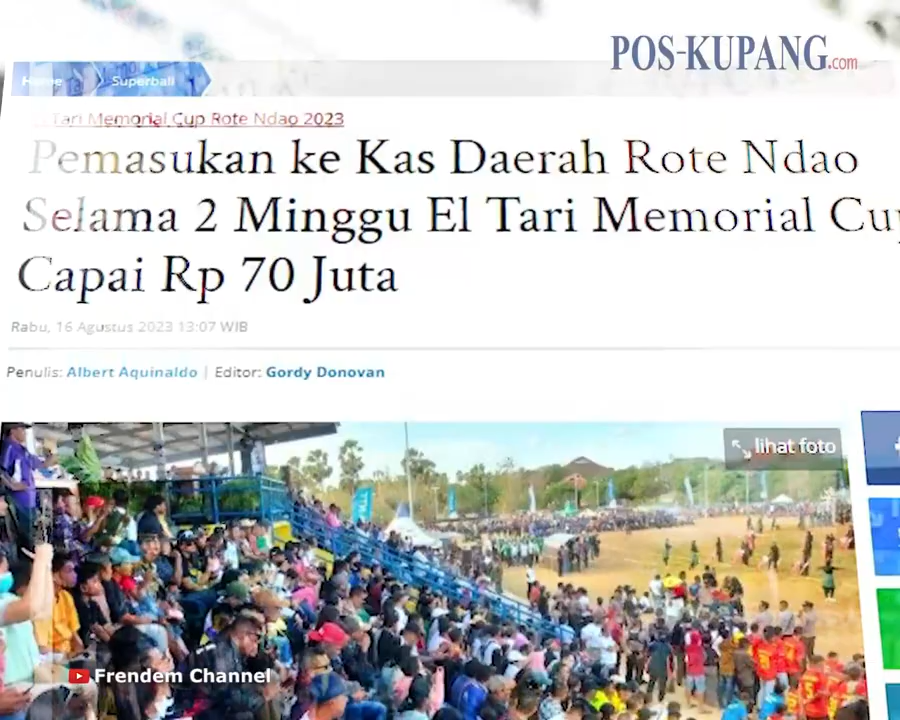 POS-KUPANG.com
Home Superball
Tari Memorial Cup Rote Ndao 2023
Pemasukan ke Kas Daerah Rote Ndao
Selama 2 Minggu El Tari Memorial Cup
Capai Rp 70 Juta
Rabu, 16 Agustus 2023 13:07 WIB
Penulis: Albert Aquinaldo | Editor: Gordy Donovan
lihat foto
Frendem Channel